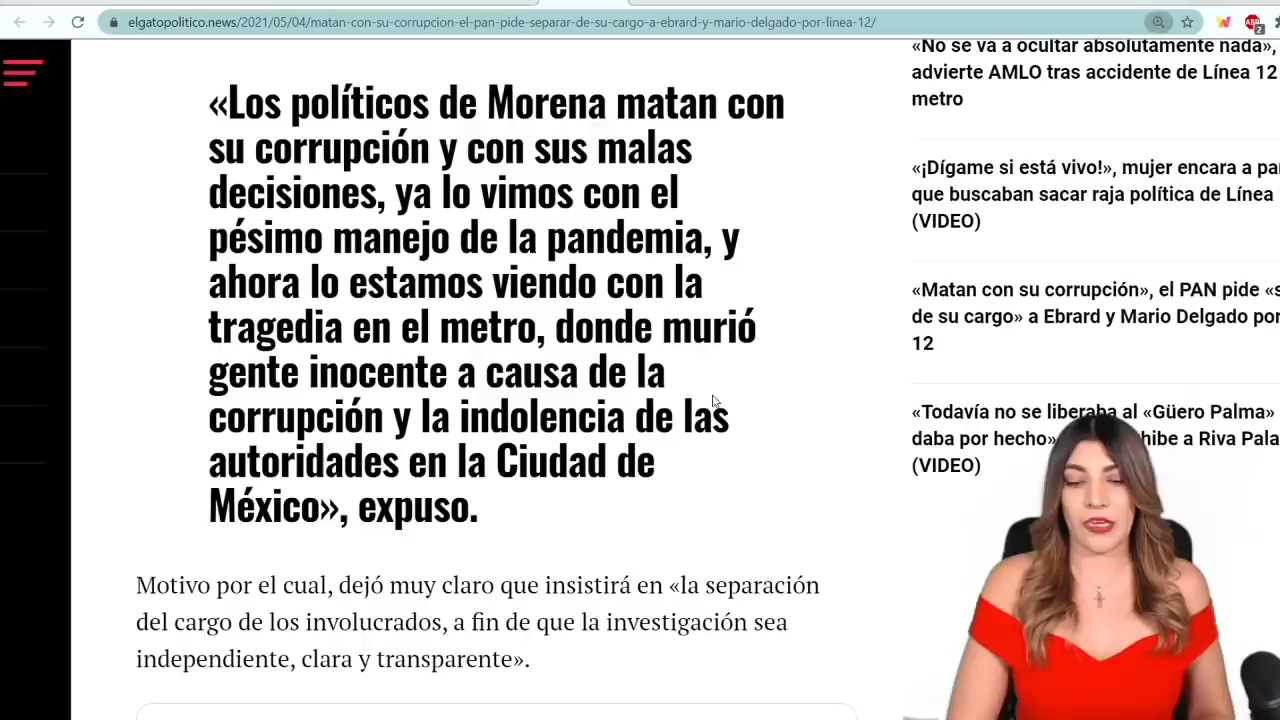 elgatopolitico.news/2021/05/04/matan-con-su-corrupcion-el-pan-pide-separar-de-su-cargo-a-ebrard-y-mario-delgado-por-linea-12/
ABP
2
«Los políticos de Morena matan con
su corrupción y con sus malas
decisiones, ya lo vimos con el
pésimo manejo de la pandemia, y
ahora lo estamos viendo con la
tragedia en el metro, donde murió
gente inocente a causa de la
corrupción y la indolencia de las
autoridades en la Ciudad de
México», expuso.
Motivo por el cual, dejó muy claro que insistirá en «la separación
del cargo de los involucrados, a fin de que la investigación sea
independiente, clara y transparente».
«No se va a ocultar absolutamente nada»,
advierte AMLO tras accidente de Línea 12
metro
«¡Dígame si está vivo!», mujer encara a
que buscaban sacar raja política de Línea
(VIDEO)
«Matan con su corrupción», el PAN pide
de su cargo» a Ebrard y Mario Delgado por
12
«Todavía no se liberaba al «Güero Palma»
daba por hecho» a Riva
(VIDEO)